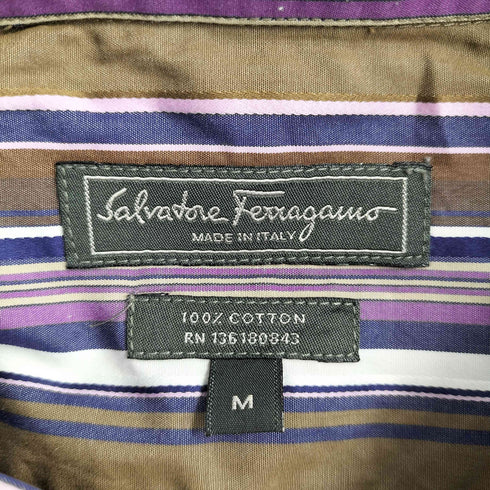 Salvatore Ferragamo
MADE IN ITALY
100% COTTON
RN 136180843
M